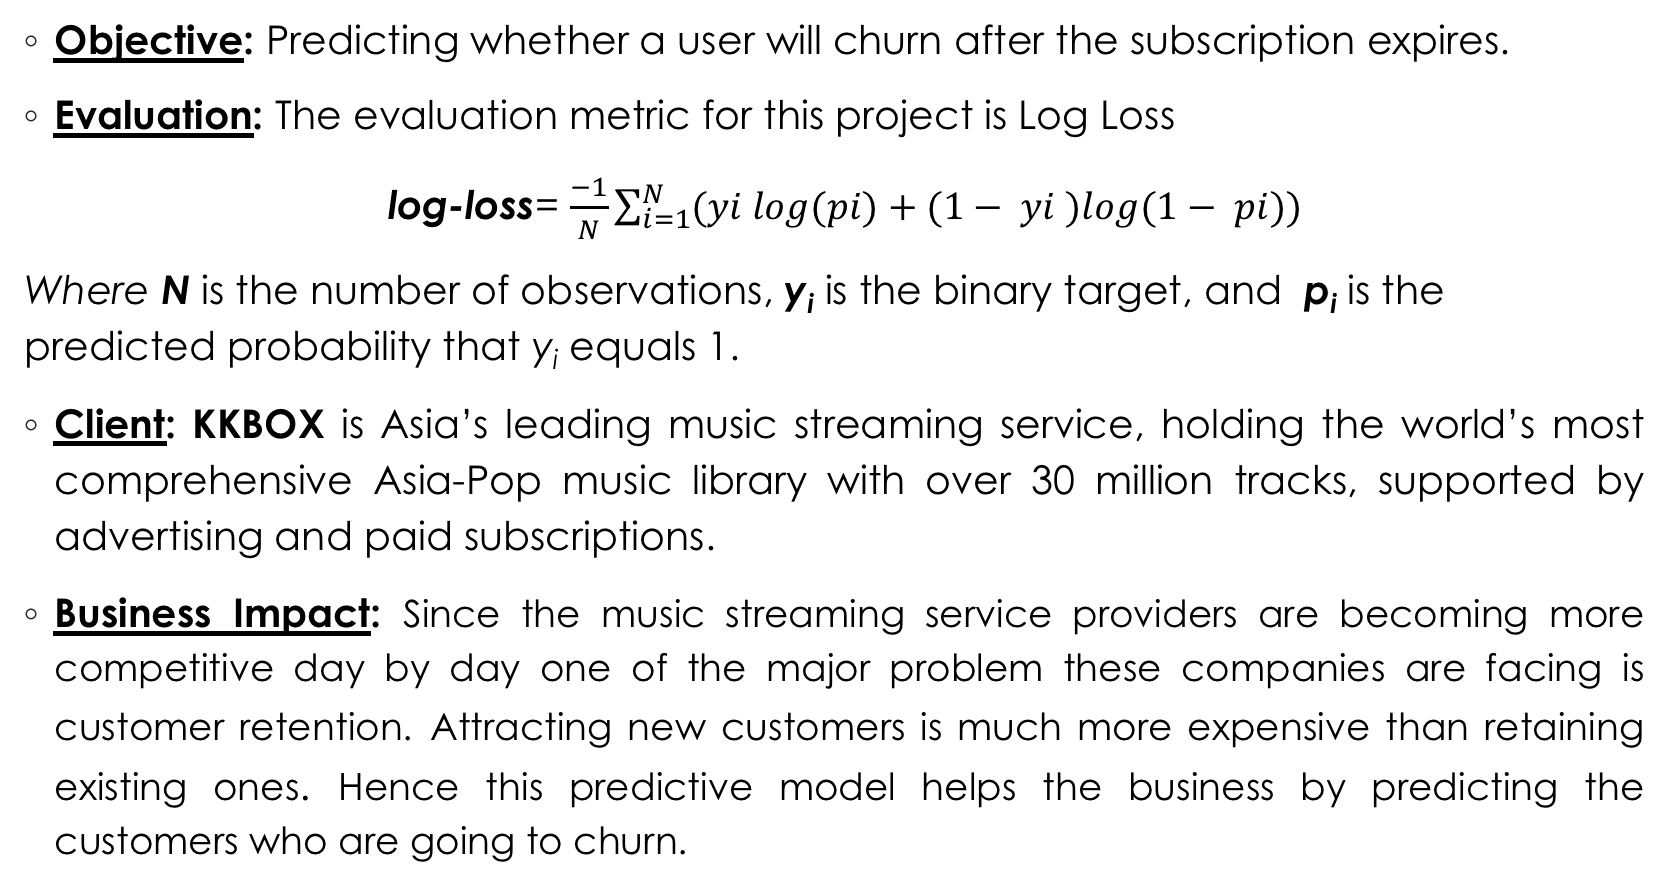 ◦ Objective: Predicting whether a user will churn after the subscription expires.
◦ Evaluation: The evaluation metric for this project is Log Loss
log-loss= −1/N ∑ᴺᵢ₌₁(yi log(pi) + (1 − yi )log(1 − pi))
Where N is the number of observations, yᵢ is the binary target, and pᵢ is the
predicted probability that yᵢ equals 1.
◦ Client: KKBOX is Asia’s leading music streaming service, holding the world’s most
comprehensive Asia-Pop music library with over 30 million tracks, supported by
advertising and paid subscriptions.
◦ Business Impact: Since the music streaming service providers are becoming more
competitive day by day one of the major problem these companies are facing is
customer retention. Attracting new customers is much more expensive than retaining
existing ones. Hence this predictive model helps the business by predicting the
customers who are going to churn.